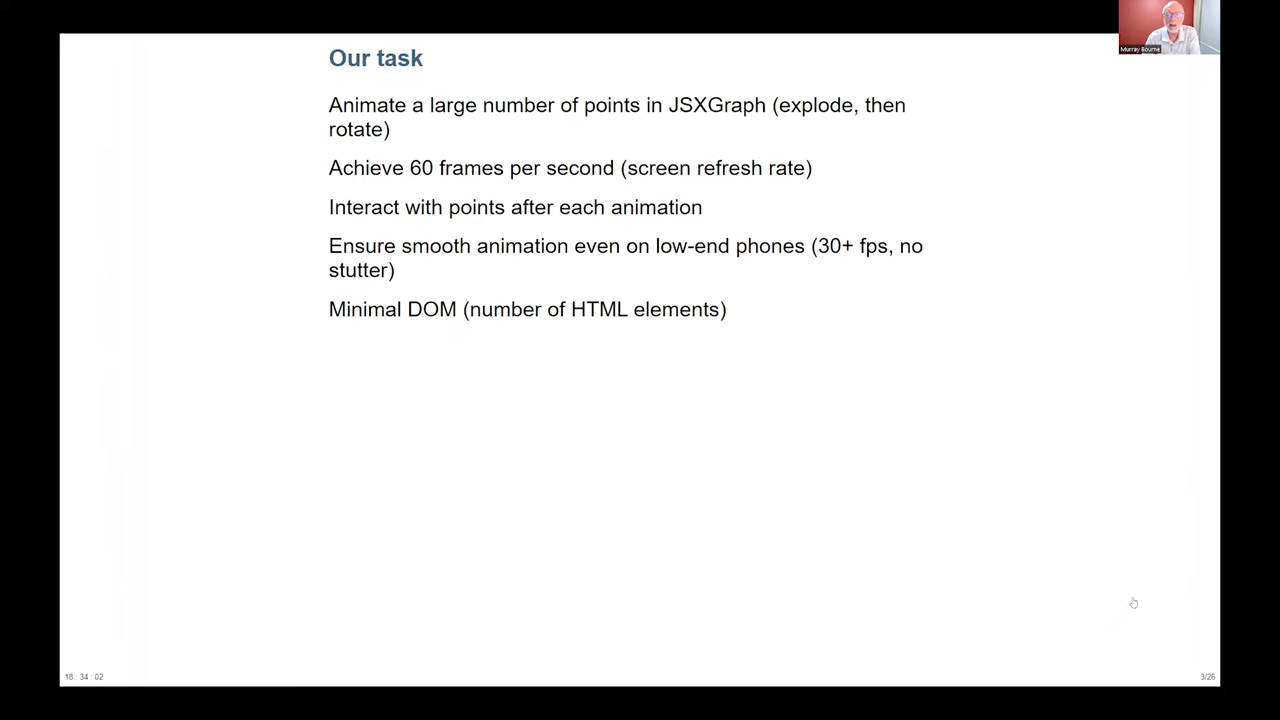 Murray Bourne
Our task
Animate a large number of points in JSXGraph (explode, then
rotate)
Achieve 60 frames per second (screen refresh rate)
Interact with points after each animation
Ensure smooth animation even on low-end phones (30+ fps, no
stutter)
Minimal DOM (number of HTML elements)
18 : 34 : 02
3/26